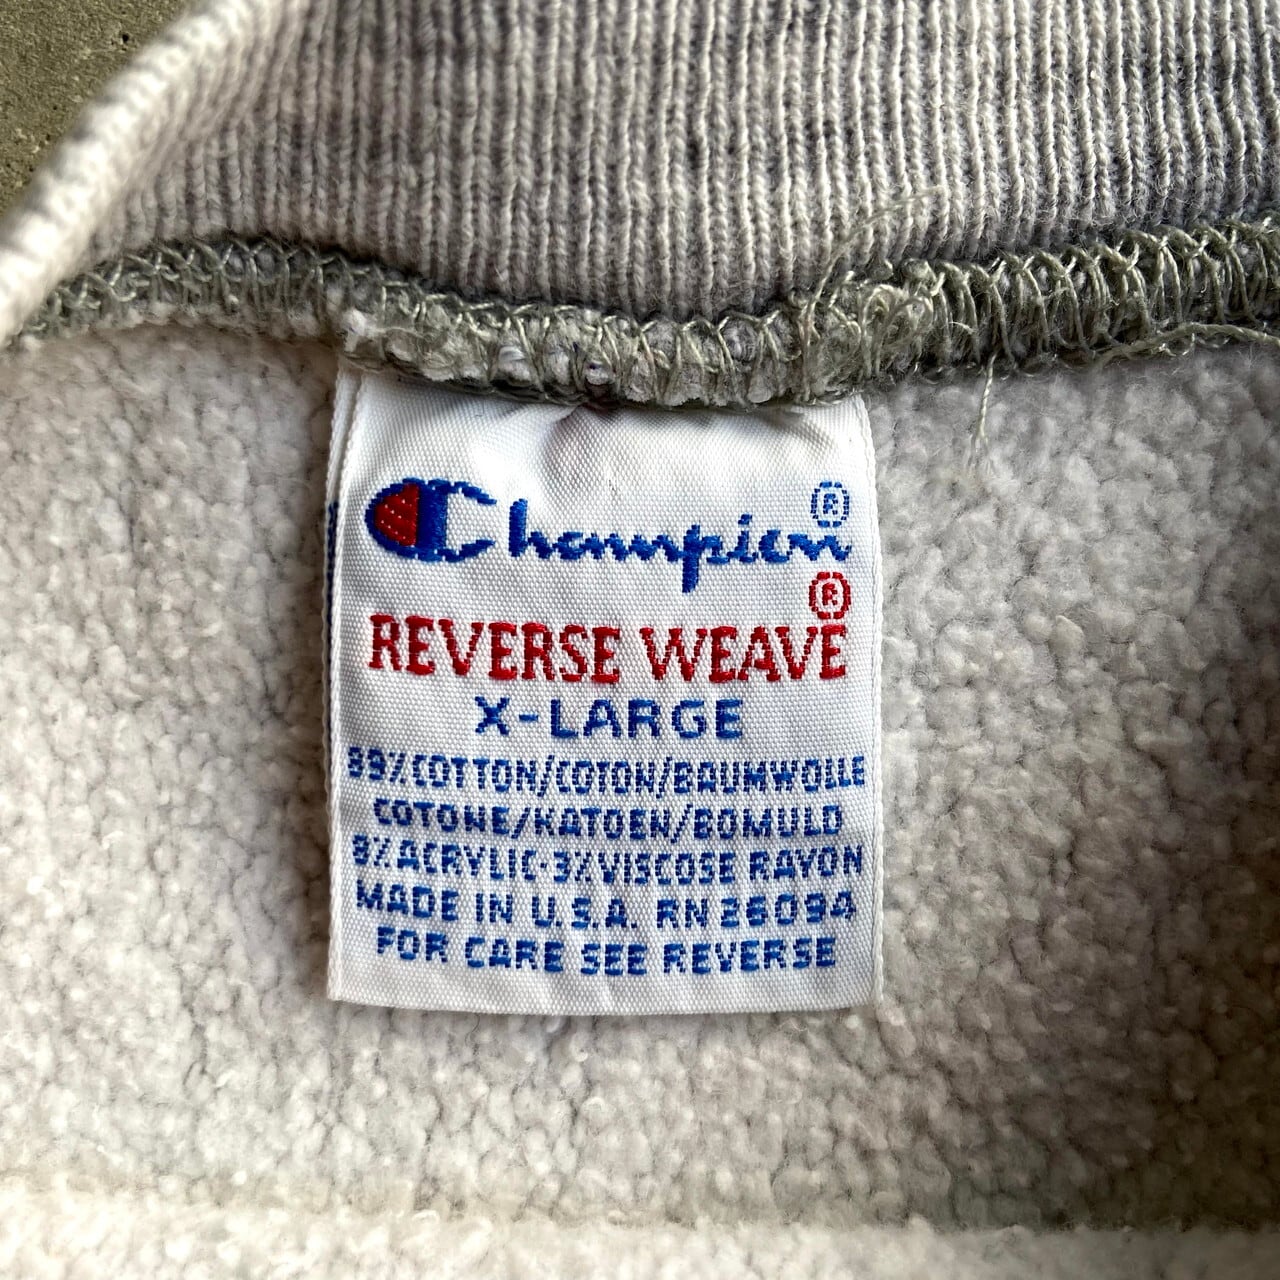 Champion®
REVERSE WEAVE®
X-LARGE
89%COTTON/COTON/BAUMWOLLE
COTONE/KATOEN/BOMULD
8%ACRYLIC·3%VISCOSE RAYON
MADE IN U.S.A. RN 26094
FOR CARE SEE REVERSE